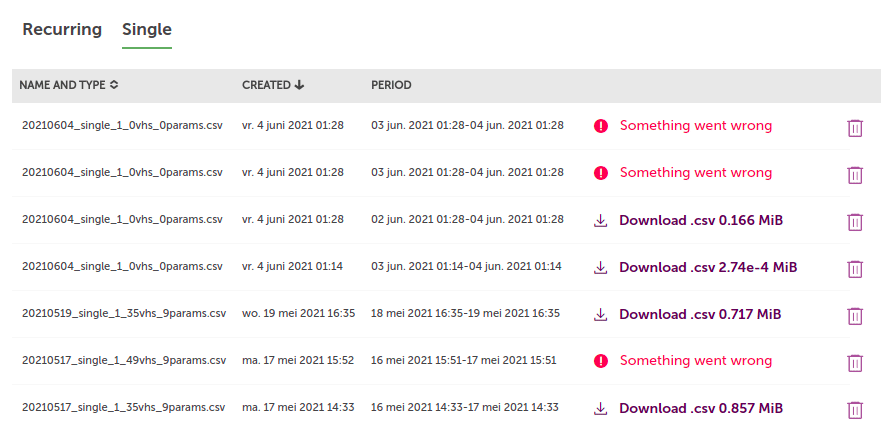 Recurring Single
NAME AND TYPE CREATED PERIOD
20210604_single_1_0vhs_0params.csv vr. 4 juni 2021 01:28 03 jun. 2021 01:28-04 jun. 2021 01:28 Something went wrong
20210604_single_1_0vhs_0params.csv vr. 4 juni 2021 01:28 03 jun. 2021 01:28-04 jun. 2021 01:28 Something went wrong
20210604_single_1_0vhs_0params.csv vr. 4 juni 2021 01:28 02 jun. 2021 01:28-04 jun. 2021 01:28 Download .csv 0.166 MiB
20210604_single_1_0vhs_0params.csv vr. 4 juni 2021 01:14 03 jun. 2021 01:14-04 jun. 2021 01:14 Download .csv 2.74e-4 MiB
20210519_single_1_35vhs_9params.csv wo. 19 mei 2021 16:35 18 mei 2021 16:35-19 mei 2021 16:35 Download .csv 0.717 MiB
20210517_single_1_49vhs_9params.csv ma. 17 mei 2021 15:52 16 mei 2021 15:51-17 mei 2021 15:51 Something went wrong
20210517_single_1_35vhs_9params.csv ma. 17 mei 2021 14:33 16 mei 2021 14:33-17 mei 2021 14:33 Download .csv 0.857 MiB